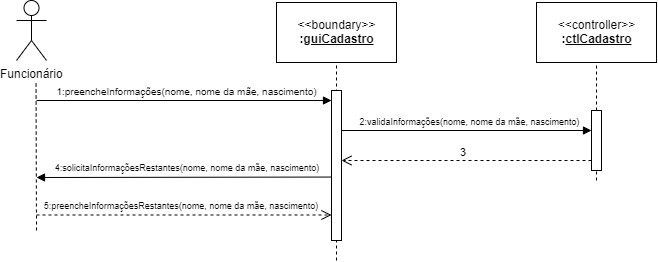 <<boundary>>
:guiCadastro
<<controller>>
:ctlCadastro
Funcionário
1:preencheInformações(nome, nome da mãe, nascimento)
2:validaInformações(nome, nome da mãe, nascimento)
3
4:solicitaInformaçõesRestantes(nome, nome da mãe, nascimento)
5:preencheInformaçõesRestantes(nome, nome da mãe, nascimento)